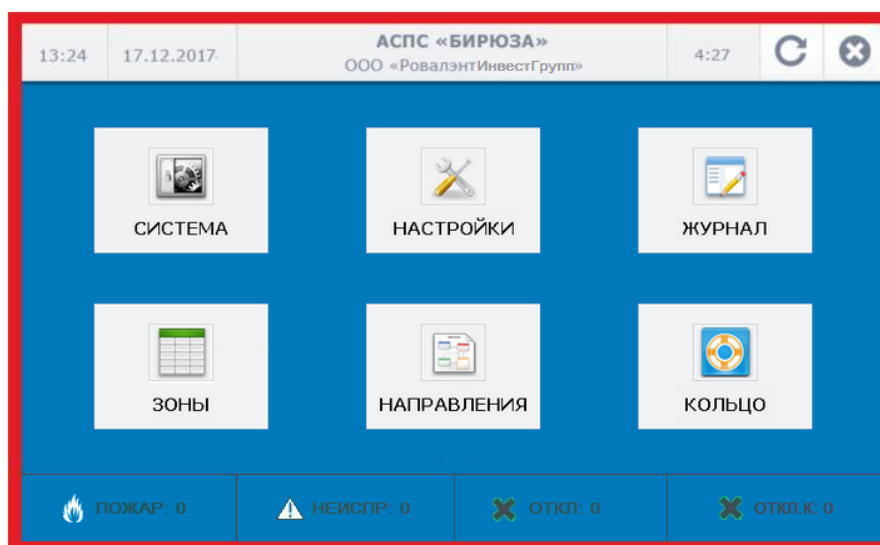 13:24
17.12.2017
АСПС «БИРЮЗА»
ООО «РовалэнтИнвестГрупп»
4:27
СИСТЕМА
НАСТРОЙКИ
ЖУРНАЛ
ЗОНЫ
НАПРАВЛЕНИЯ
КОЛЬЦО
ПОЖАР: 0
НЕИСПР: 0
ОТКЛ: 0
ОТКЛ.К: 0